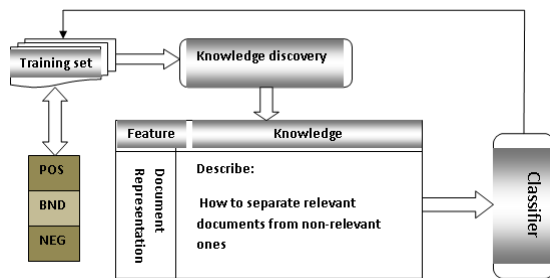 Training set
Knowledge discovery
Feature
Knowledge
POS
BND
NEG
Document
Representation
Describe:
How to separate relevant
documents from non-relevant
ones
Classifier